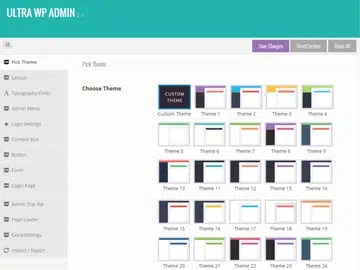 ULTRA WP ADMIN
Save Changes
Reset All
Pick Theme
Pick Theme
Layout
Typography-Fonts
Admin Menu
Logo Settings
Content Box
Button
Form
Login Page
Admin Top Bar
Page Loader
Extra Settings
Import / Export
Choose Theme
CUSTOM
THEME
Custom Theme
Theme 1
Theme 2
Theme 3
Theme 4
Theme 5
Theme 6
Theme 7
Theme 8
Theme 9
Theme 10
Theme 11
Theme 12
Theme 13
Theme 14
Theme 15
Theme 16
Theme 17
Theme 18
Theme 19
Theme 20
Theme 21
Theme 22
Theme 23
Theme 24